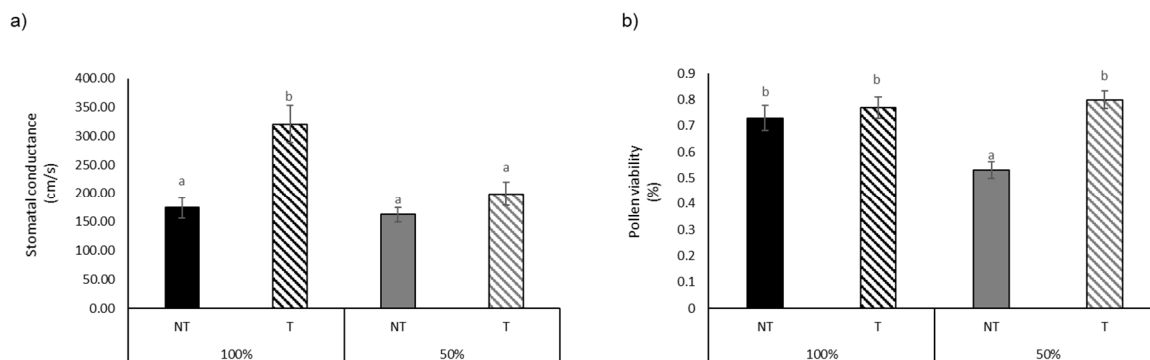 a)
Stomatal conductance
(cm/s)
400.00
350.00
300.00
250.00
200.00
150.00
100.00
50.00
0.00
a
b
a
a
NT
T
NT
T
100%
50%
b)
Pollen viability
(%)
0.9
0.8
0.7
0.6
0.5
0.4
0.3
0.2
0.1
0
b
b
a
b
NT
T
NT
T
100%
50%